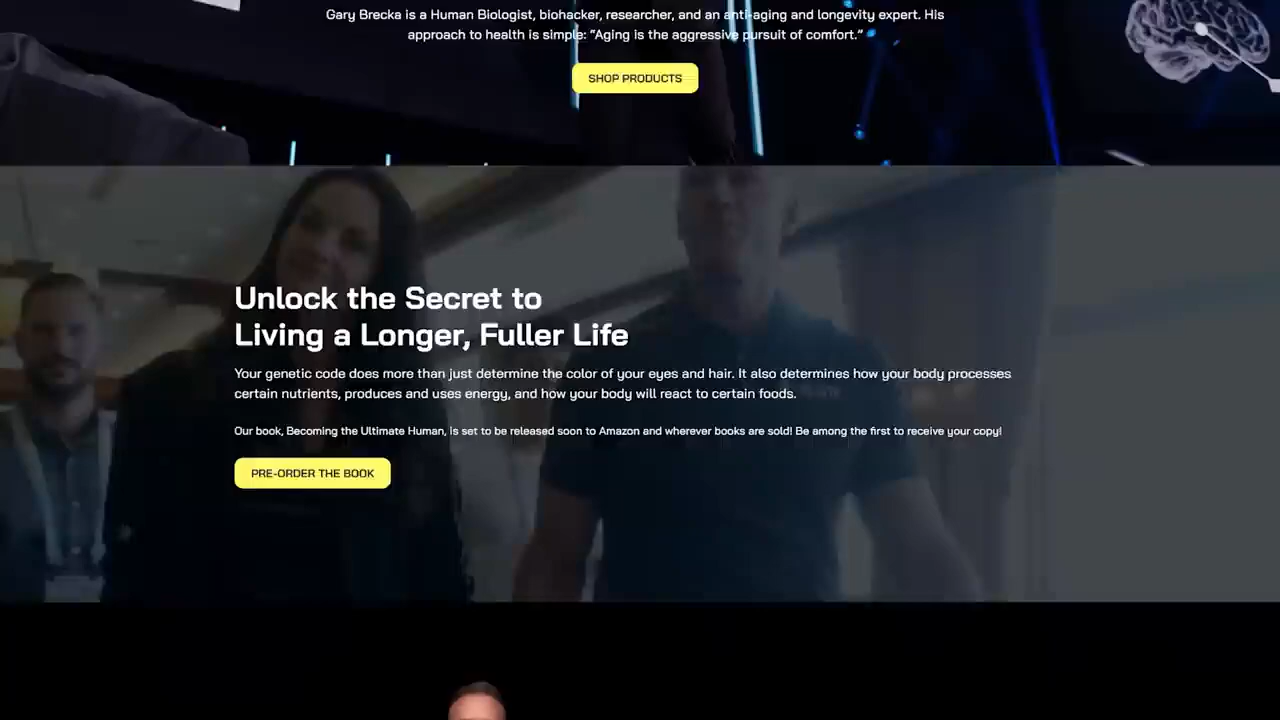 Gary Brecka is a Human Biologist, biohacker, researcher, and an anti-aging and longevity expert. His
approach to health is simple: “Aging is the aggressive pursuit of comfort.”
SHOP PRODUCTS
Unlock the Secret to
Living a Longer, Fuller Life
Your genetic code does more than just determine the color of your eyes and hair. It also determines how your body processes
certain nutrients, produces and uses energy, and how your body will react to certain foods.
Our book, Becoming the Ultimate Human, is set to be released soon to Amazon and wherever books are sold! Be among the first to receive your copy!
PRE-ORDER THE BOOK